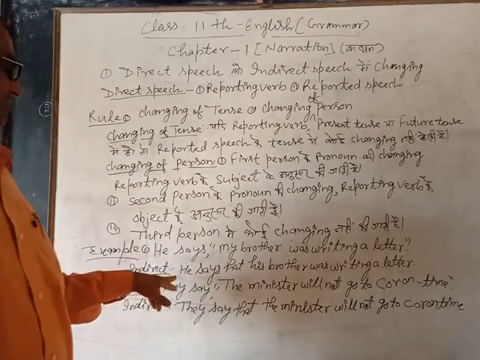 Class:- 11th-English (Grammar)
Chapter-1 [Narration] (कथन)
① Direct speech को Indirect speech में Changing
Direct speech - ① Reporting verb ② Reported speech
Rule ① changing of Tense ② Changing of person
changing of Tense: यदि Reporting verb Present tense या Future tense
में हो तो Reported speech के tense में कोई changing नहीं होती है।
changing of person ① First person के Pronoun की changing
Reporting verb के Subject के अनुसार की जाती है।
② Second person के pronoun की changing, Reporting verb के
object के अनुसार की जाती है।
Third person में कोई changing नहीं की जाती है।
Example ① He says, "My brother was writing a letter"
Indirect:- He says that his brother was writing a letter.
say "The minister will not go to Coron-time"
They say that the minister will not go to corontime